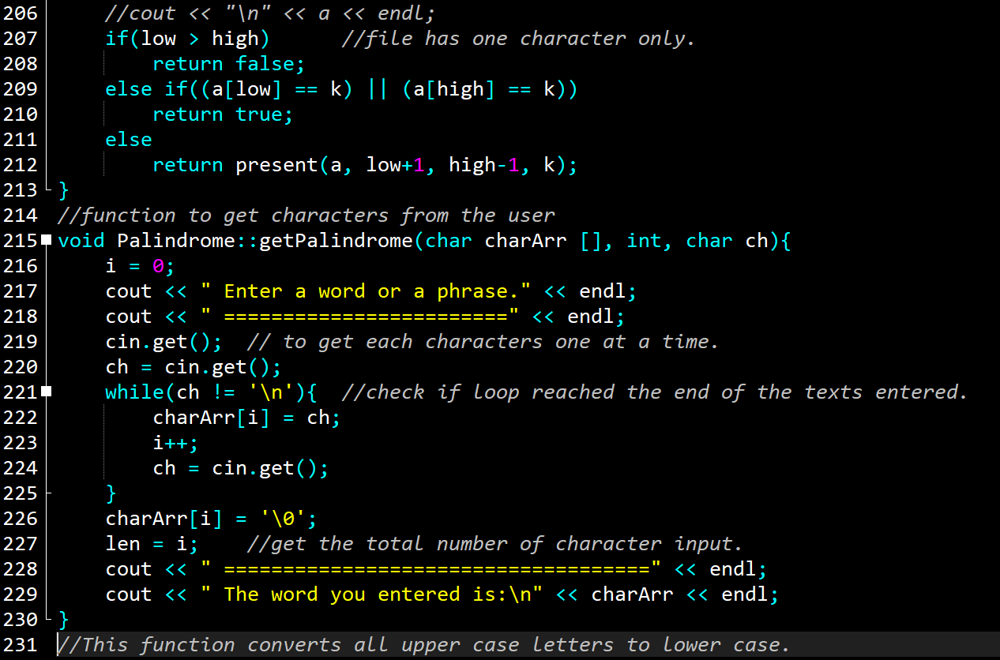 206     //cout << "\n" << a << endl;
207     if(low > high)      //file has one character only.
208         return false;
209     else if((a[low] == k) || (a[high] == k))
210         return true;
211     else
212         return present(a, low+1, high-1, k);
213 }
214 //function to get characters from the user
215 void Palindrome::getPalindrome(char charArr [], int, char ch){
216     i = 0;
217     cout << " Enter a word or a phrase." << endl;
218     cout << " ========================" << endl;
219     cin.get();  // to get each characters one at a time.
220     ch = cin.get();
221     while(ch != '\n'){  //check if loop reached the end of the texts entered.
222         charArr[i] = ch;
223         i++;
224         ch = cin.get();
225     }
226     charArr[i] = '\0';
227     len = i;    //get the total number of character input.
228     cout << " ====================================" << endl;
229     cout << " The word you entered is:\n" << charArr << endl;
230 }
231 //This function converts all upper case letters to lower case.